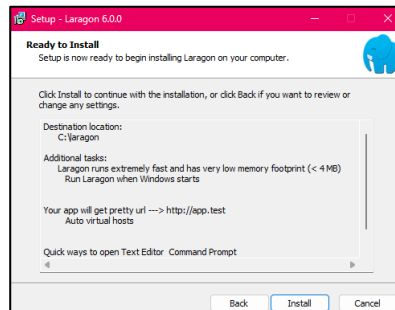 Setup - Laragon 6.0.0
Ready to Install
Setup is now ready to begin installing Laragon on your computer.
Click Install to continue with the installation, or click Back if you want to review or
change any settings.
Destination location:
C:\laragon
Additional tasks:
Laragon runs extremely fast and has very low memory footprint (< 4 MB)
Run Laragon when Windows starts
Your app will get pretty url ---> http://app.test
Auto virtual hosts
Quick ways to open Text Editor  Command Prompt
Back
Install
Cancel